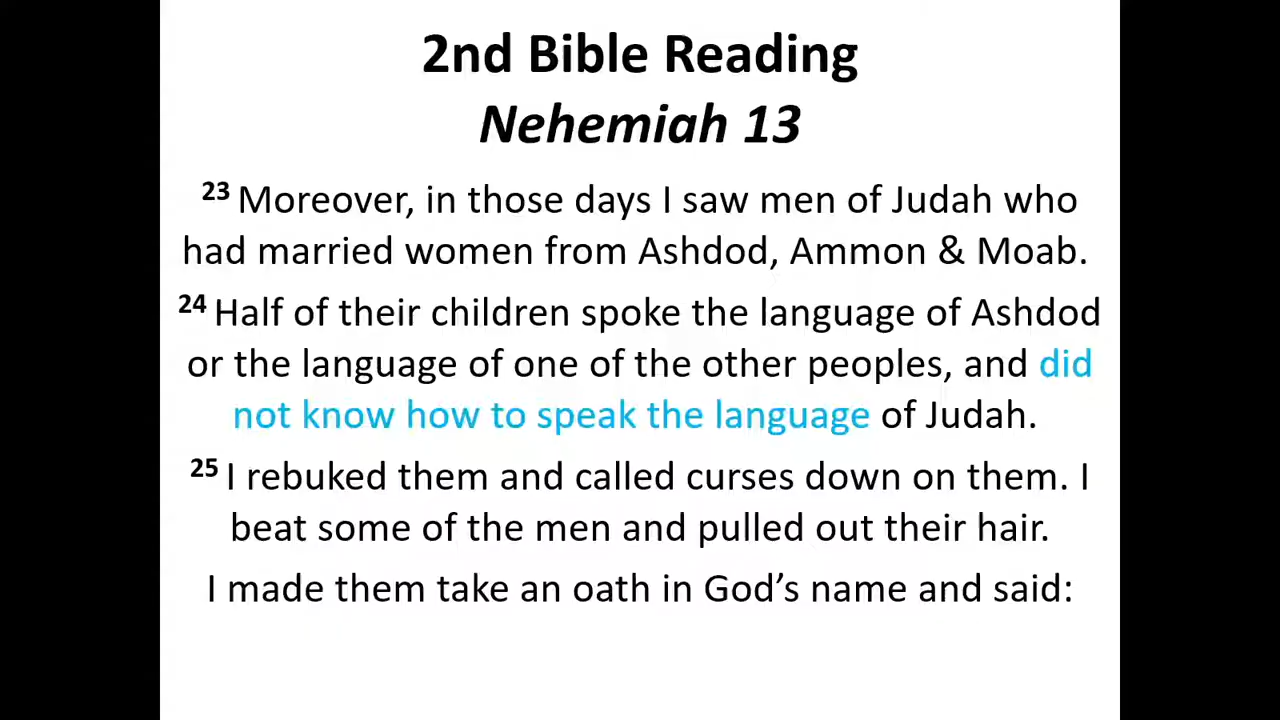 2nd Bible Reading
Nehemiah 13
23 Moreover, in those days I saw men of Judah who
had married women from Ashdod, Ammon & Moab.
24 Half of their children spoke the language of Ashdod
or the language of one of the other peoples, and did
not know how to speak the language of Judah.
25 I rebuked them and called curses down on them. I
beat some of the men and pulled out their hair.
I made them take an oath in God’s name and said: